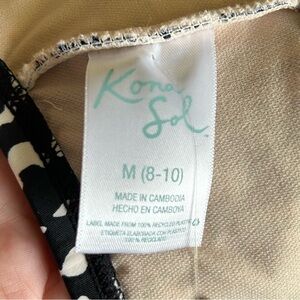 Kona
Sol
M (8-10)
MADE IN CAMBODIA
HECHO EN CAMBOYA
LABEL MADE FROM 100% RECYCLED PLASTIC
ETIQUETA ELABORADA CON PLASTICO
100% RECICLADO